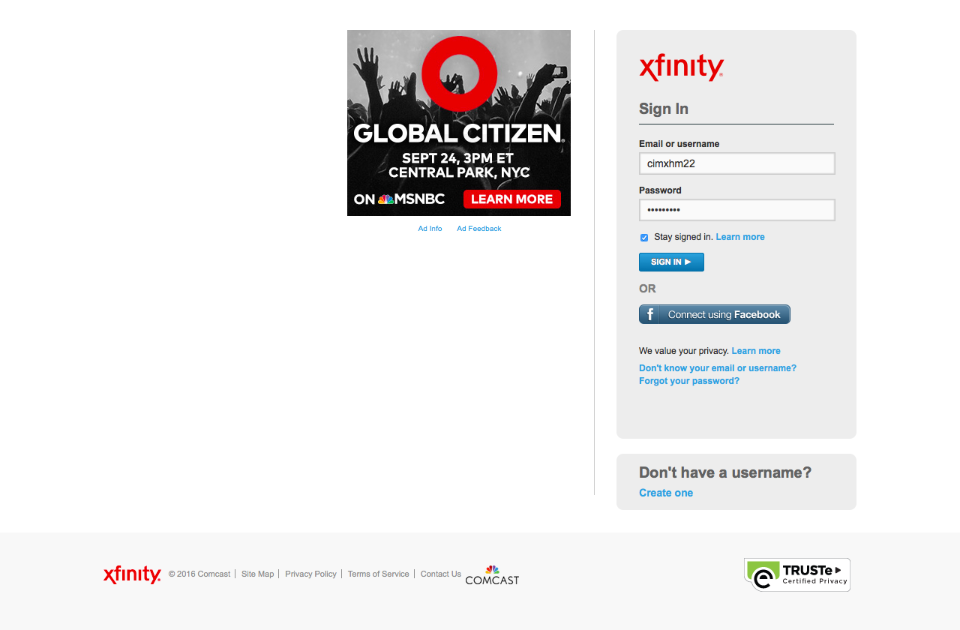 GLOBAL CITIZEN.
SEPT 24, 3PM ET
CENTRAL PARK, NYC
ON MSNBC LEARN MORE
Ad Info Ad Feedback
xfinity
Sign In
Email or username
cimxhm22
Password
•••••••••
Stay signed in. Learn more
SIGN IN ►
OR
f Connect using Facebook
We value your privacy. Learn more
Don't know your email or username?
Forgot your password?
Don't have a username?
Create one
xfinity © 2016 Comcast | Site Map | Privacy Policy | Terms of Service | Contact Us COMCAST
TRUSTe ►
Certified Privacy